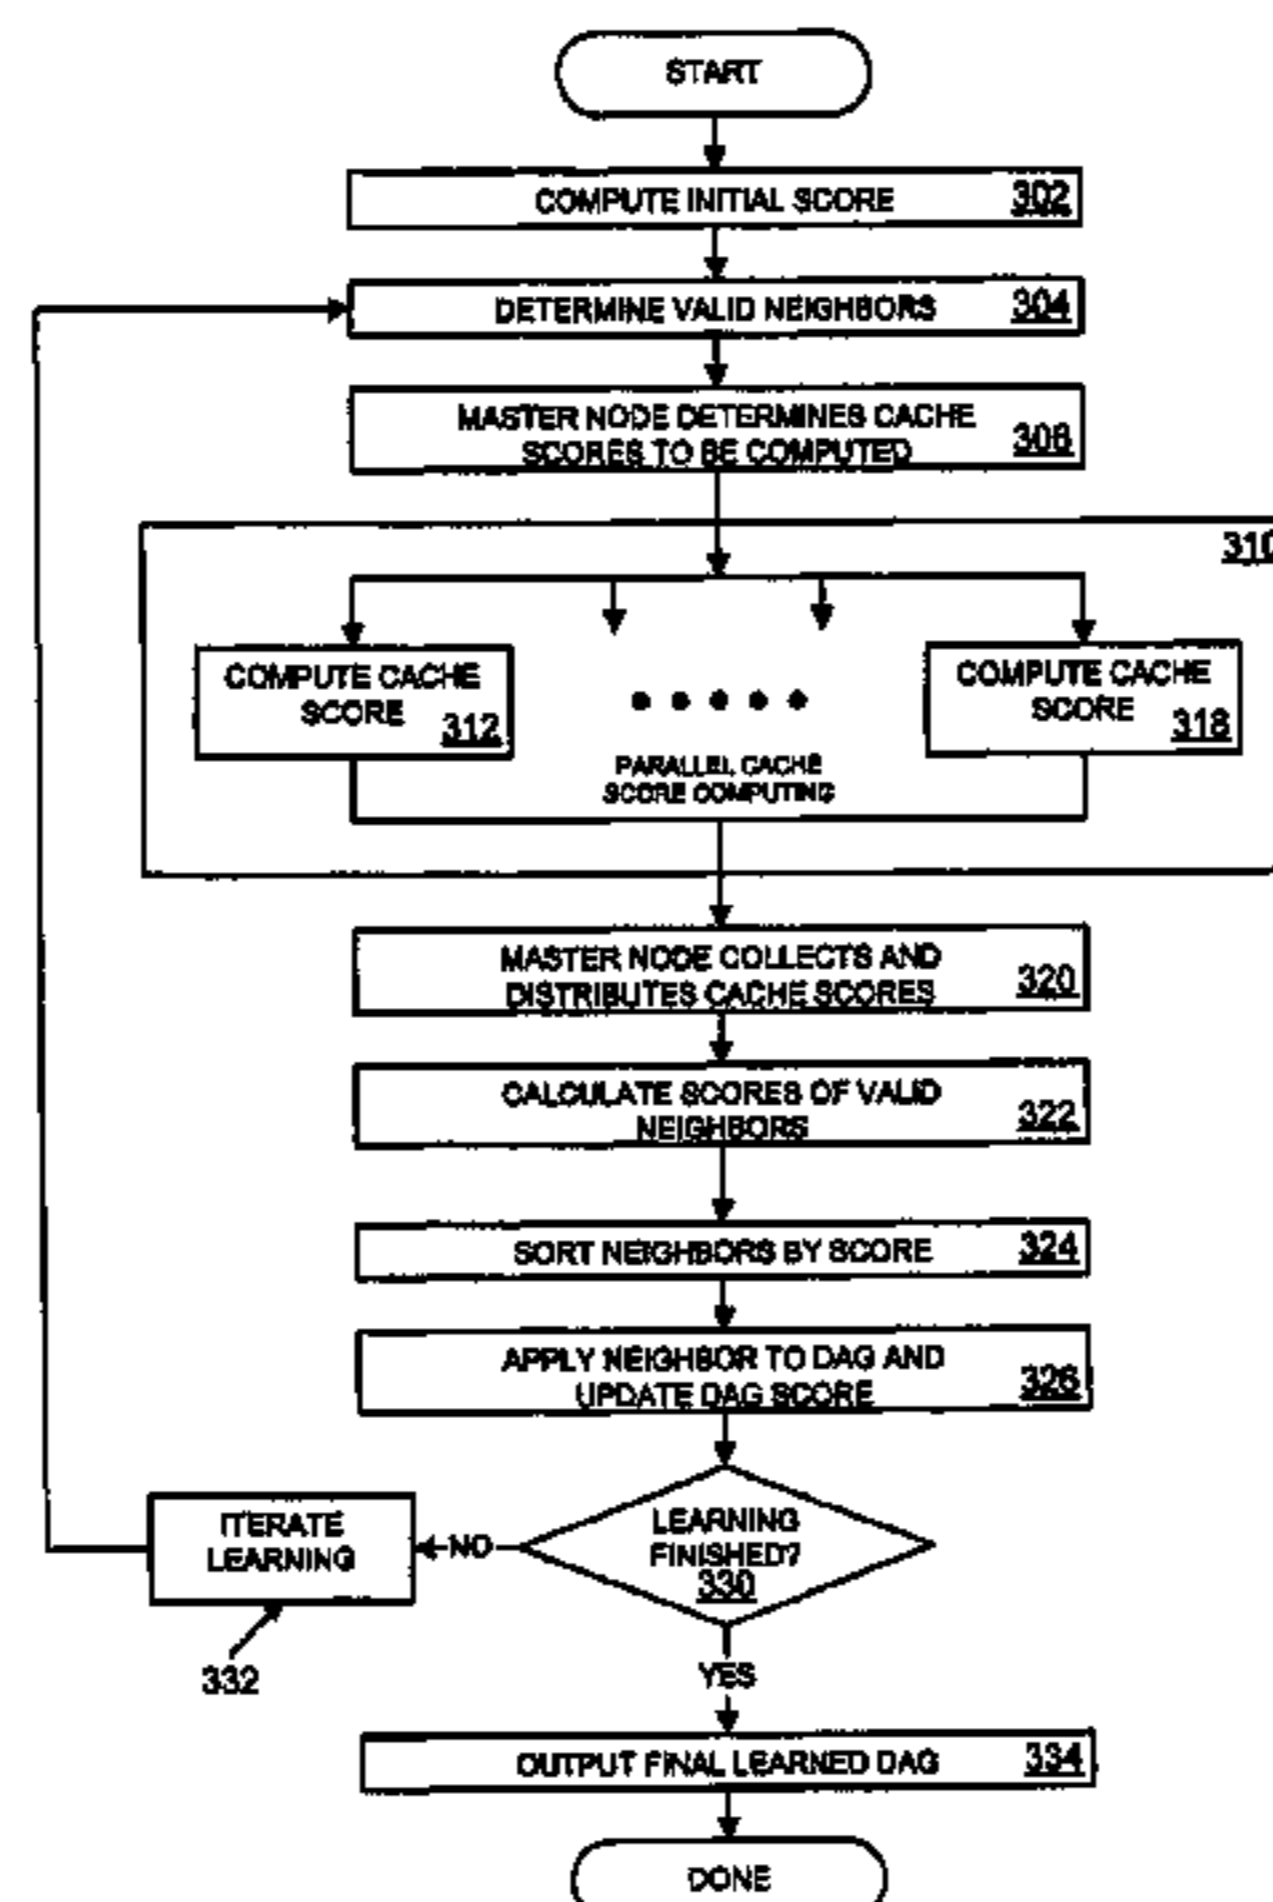 START
COMPUTE INITIAL SCORE 302
DETERMINE VALID NEIGHBORS 304
MASTER NODE DETERMINES CACHE
SCORES TO BE COMPUTED 306
310
COMPUTE CACHE
SCORE 312
COMPUTE CACHE
SCORE 318
PARALLEL CACHE
SCORE COMPUTING
MASTER NODE COLLECTS AND
DISTRIBUTES CACHE SCORES 320
CALCULATE SCORES OF VALID
NEIGHBORS 322
SORT NEIGHBORS BY SCORE 324
APPLY NEIGHBOR TO DAG AND
UPDATE DAG SCORE 326
LEARNING
FINISHED?
330
NO
ITERATE
LEARNING
332
YES
OUTPUT FINAL LEARNED DAG 334
DONE